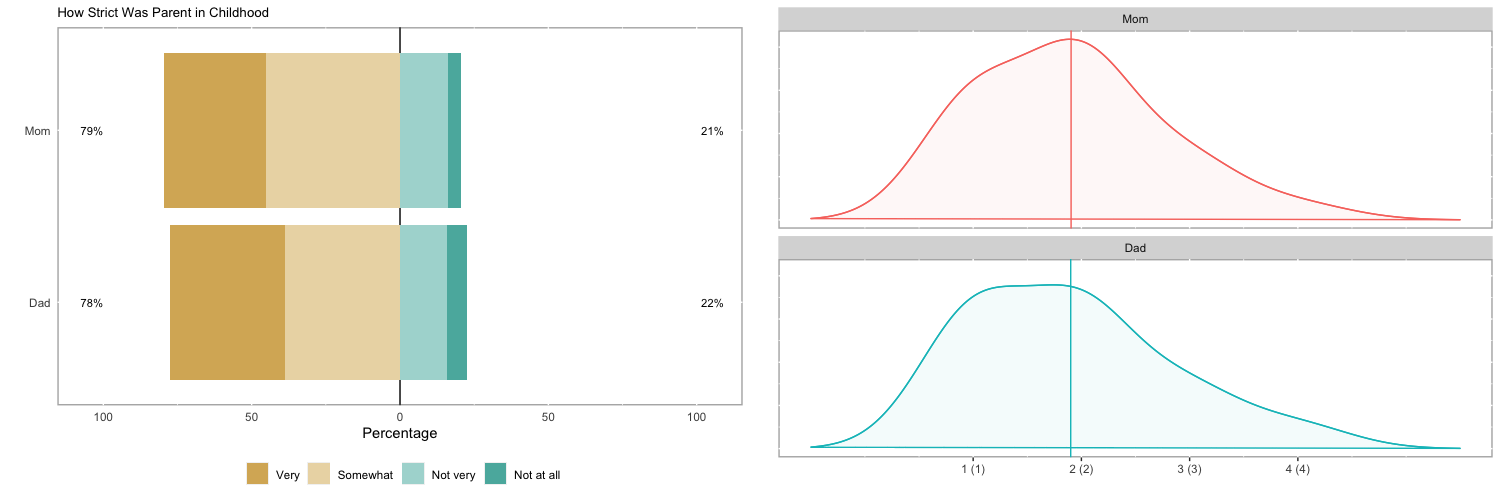 How Strict Was Parent in Childhood
Mom 79% 21%
Dad 78% 22%
100 50 0 50 100
Percentage
Very Somewhat Not very Not at all
Mom
Dad
1 (1) 2 (2) 3 (3) 4 (4)